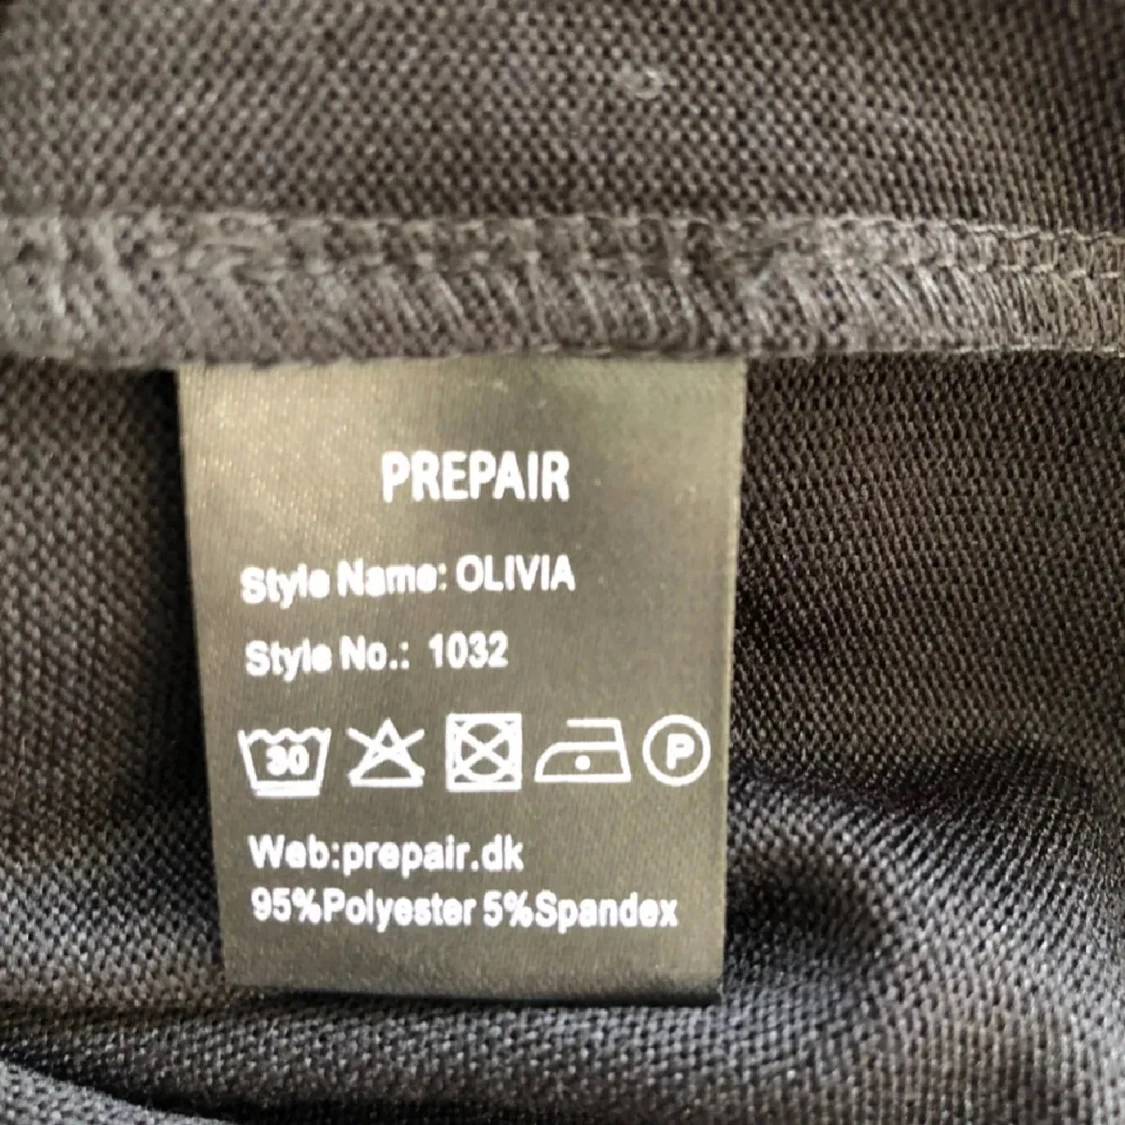 PREPAIR
Style Name: OLIVIA
Style No.: 1032
30 P
Web:prepair.dk
95%Polyester 5%Spandex